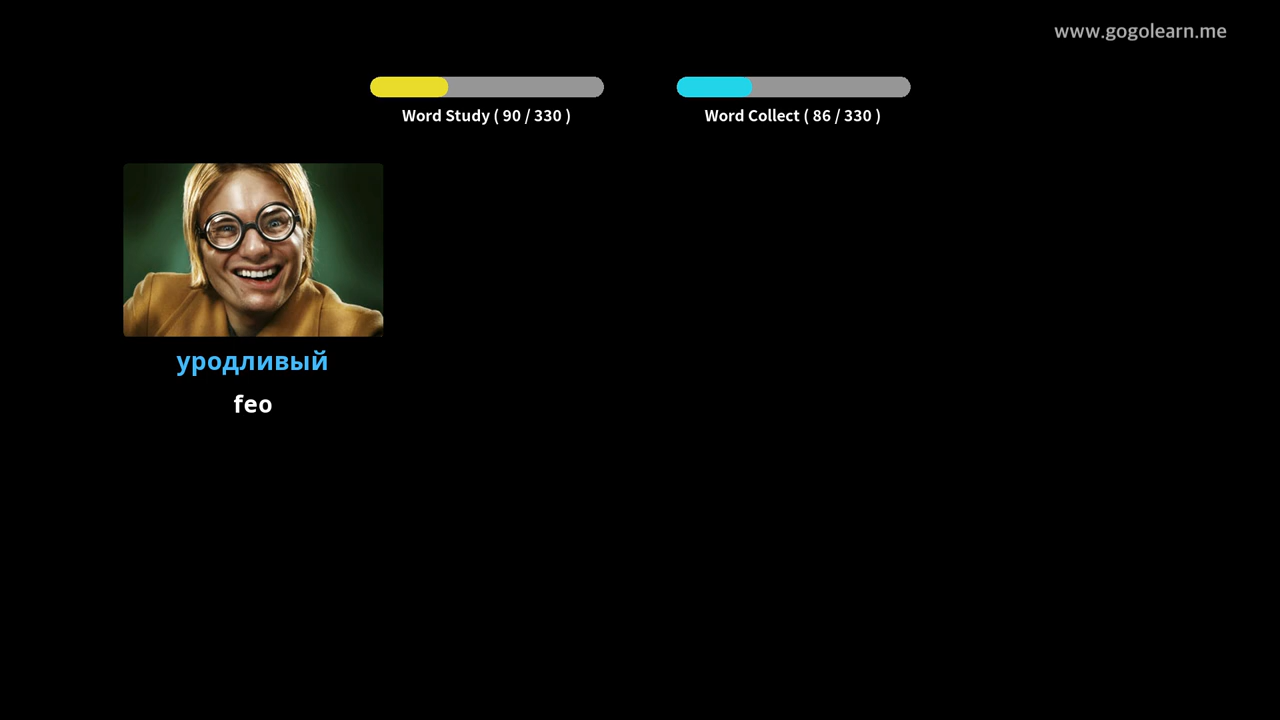 www.gogolearn.me
Word Study ( 90 / 330 )
Word Collect ( 86 / 330 )
уродливый
feo